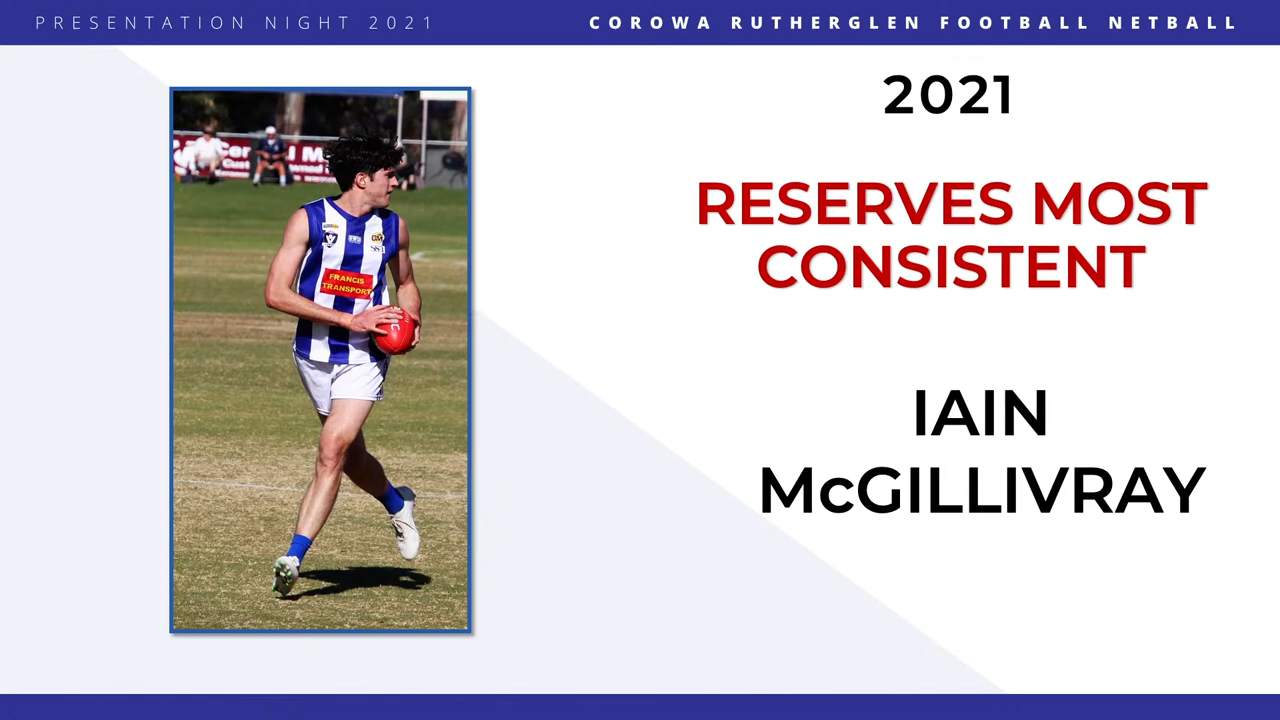 PRESENTATION NIGHT 2021
COROWA RUTHERGLEN FOOTBALL NETBALL
2021
RESERVES MOST
CONSISTENT
IAIN
McGILLIVRAY
FRANCIS
TRANSPORT